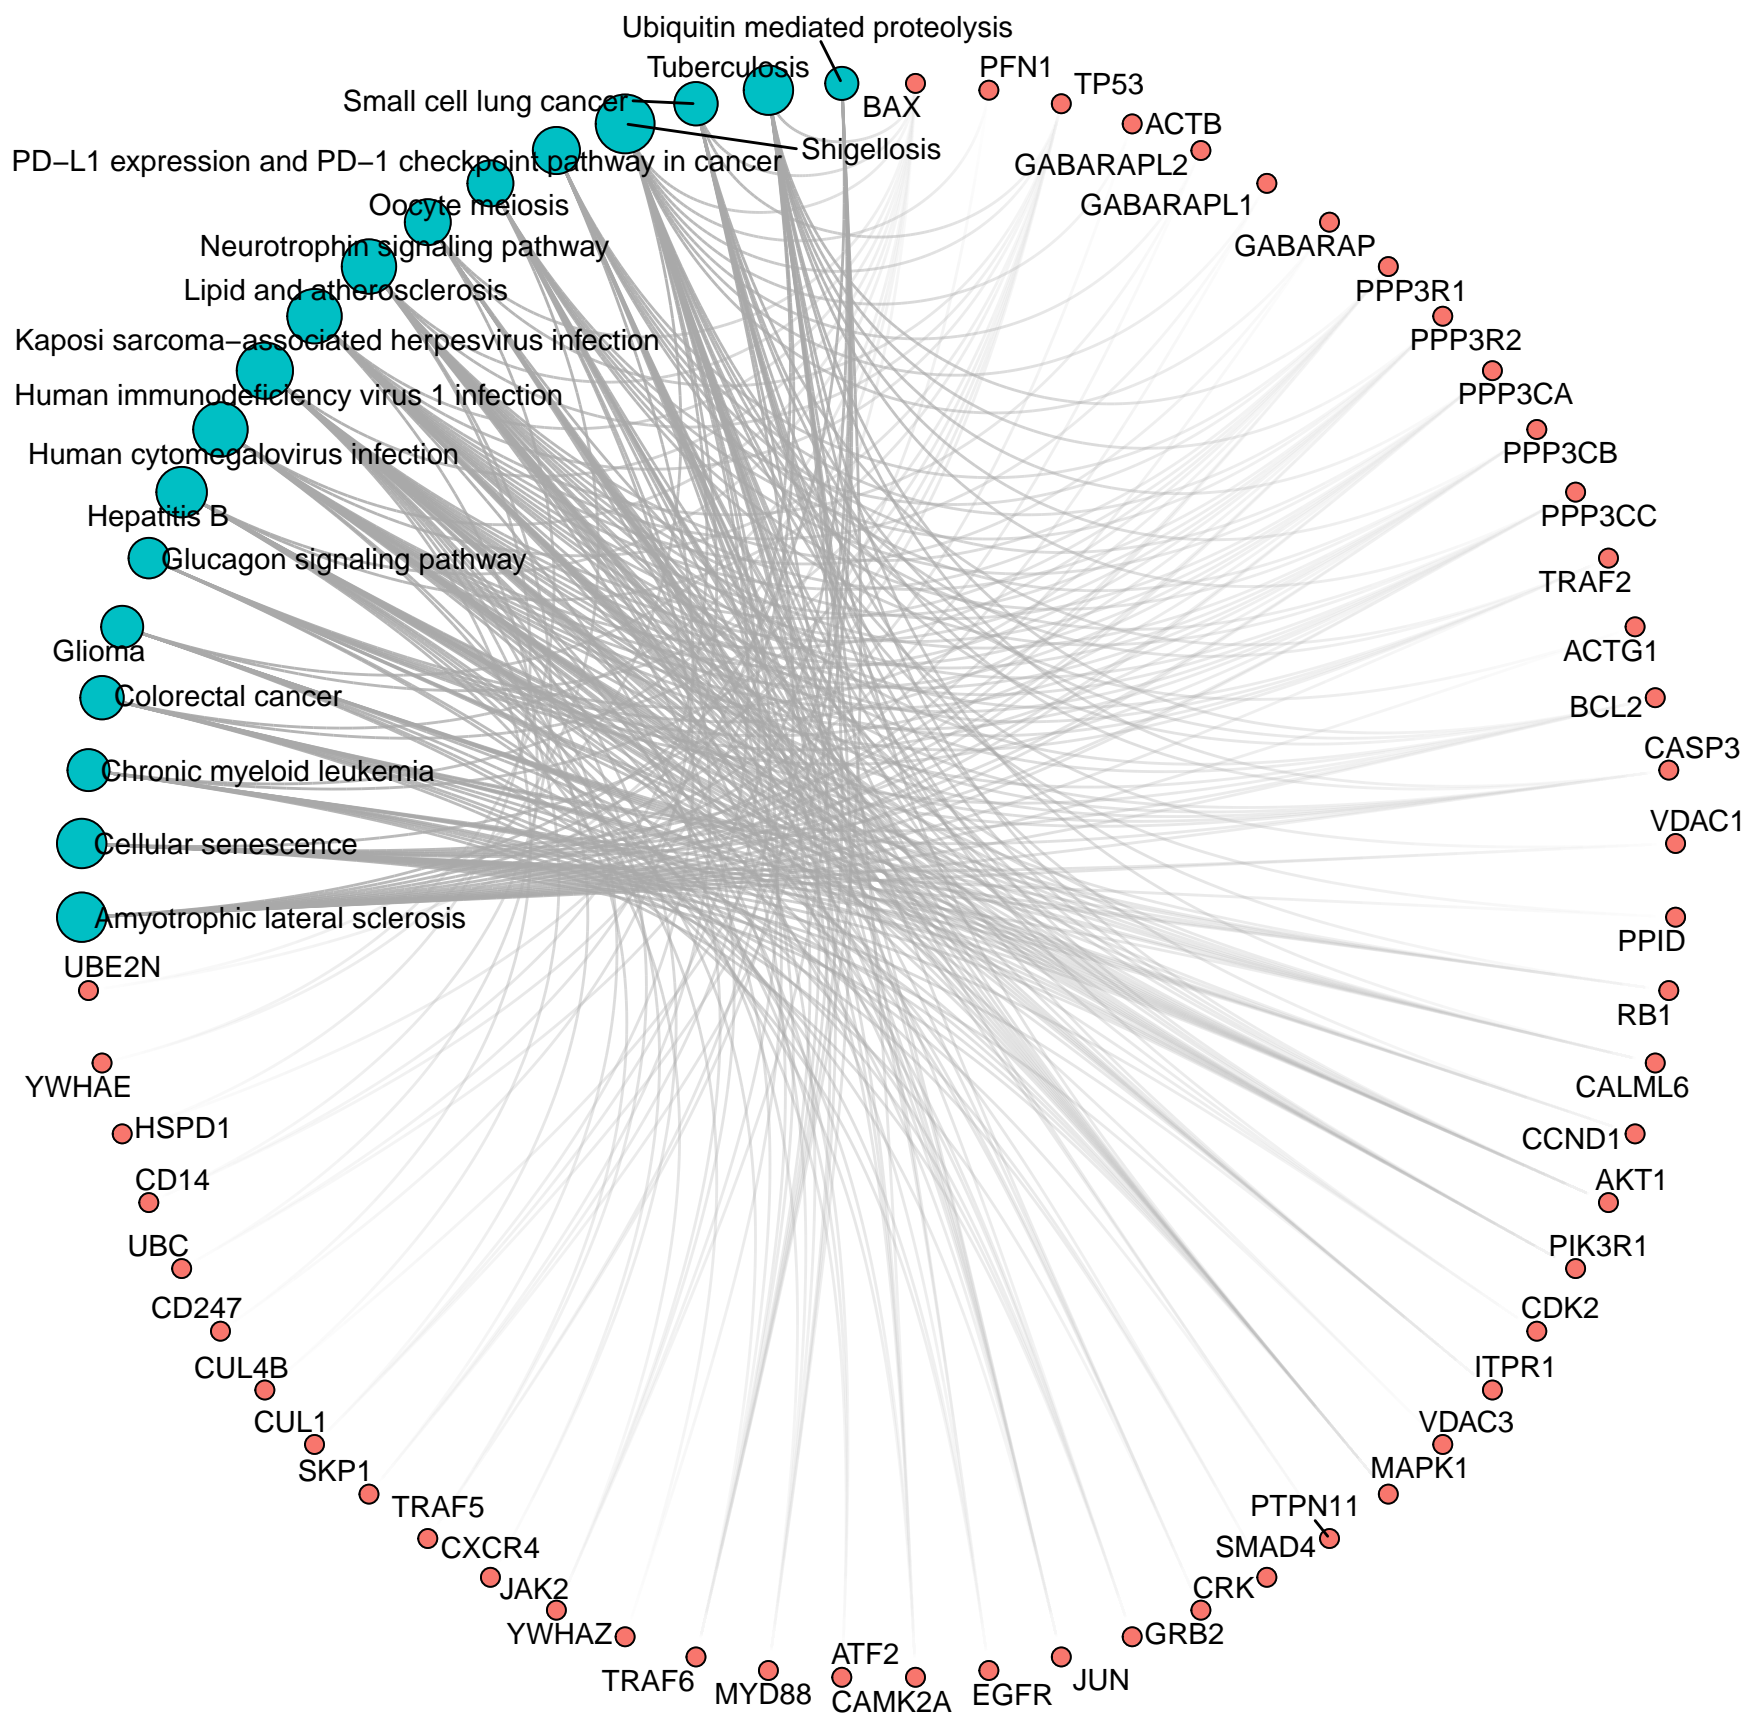 Ubiquitin mediated proteolysis
Tuberculosis
PFN1
TP53
Small cell lung cancer
BAX
ACTB
Shigellosis
PD−L1 expression and PD−1 checkpoint pathway in cancer
GABARAPL2
Oocyte meiosis
GABARAPL1
Neurotrophin signaling pathway
GABARAP
Lipid and atherosclerosis
PPP3R1
Kaposi sarcoma−associated herpesvirus infection
PPP3R2
Human immunodeficiency virus 1 infection
PPP3CA
Human cytomegalovirus infection
PPP3CB
Hepatitis B
PPP3CC
Glucagon signaling pathway
TRAF2
Glioma
ACTG1
Colorectal cancer
BCL2
CASP3
Chronic myeloid leukemia
VDAC1
Cellular senescence
Amyotrophic lateral sclerosis
PPID
UBE2N
RB1
YWHAE
CALML6
HSPD1
CCND1
CD14
AKT1
UBC
PIK3R1
CD247
CDK2
CUL4B
ITPR1
CUL1
VDAC3
SKP1
MAPK1
TRAF5
PTPN11
CXCR4
SMAD4
JAK2
CRK
YWHAZ
GRB2
ATF2
TRAF6
JUN
MYD88
CAMK2A
EGFR